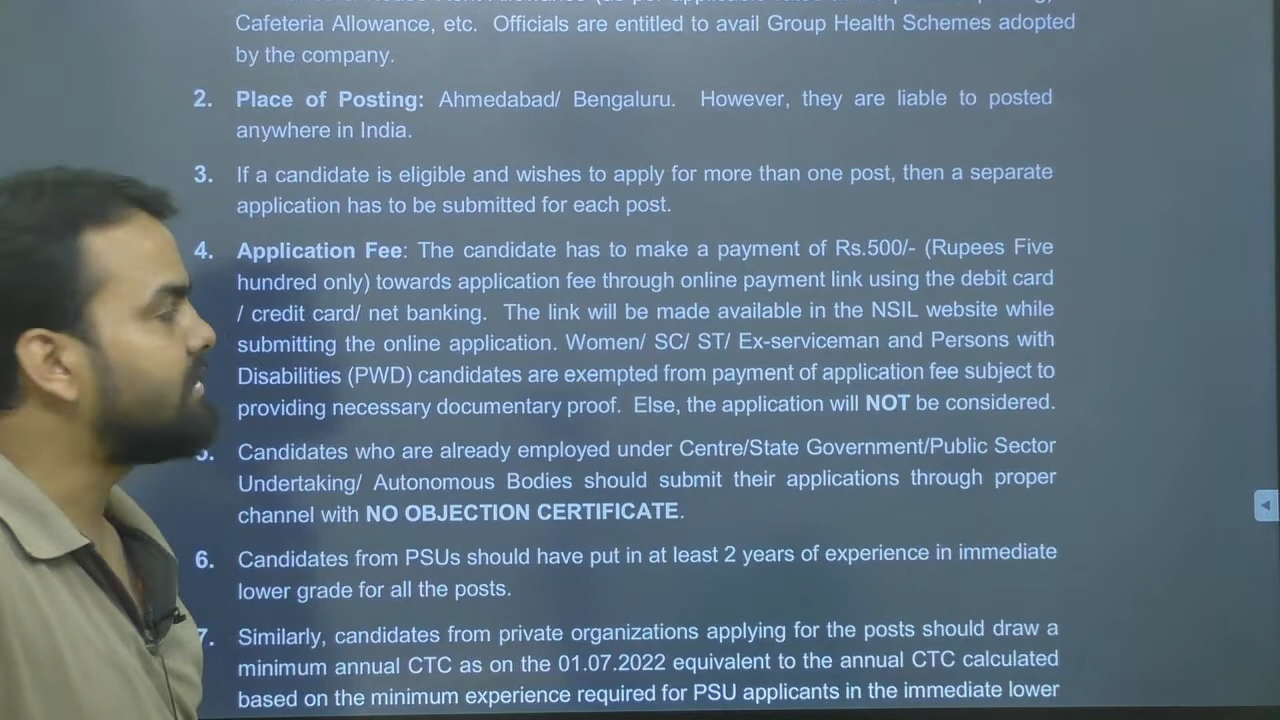 Cafeteria Allowance, etc. Officials are entitled to avail Group Health Schemes adopted
by the company.
2. Place of Posting: Ahmedabad/ Bengaluru. However, they are liable to posted
anywhere in India.
3. If a candidate is eligible and wishes to apply for more than one post, then a separate
application has to be submitted for each post.
4. Application Fee: The candidate has to make a payment of Rs.500/- (Rupees Five
hundred only) towards application fee through online payment link using the debit card
/ credit card/ net banking. The link will be made available in the NSIL website while
submitting the online application. Women/ SC/ ST/ Ex-serviceman and Persons with
Disabilities (PWD) candidates are exempted from payment of application fee subject to
providing necessary documentary proof. Else, the application will NOT be considered.
5. Candidates who are already employed under Centre/State Government/Public Sector
Undertaking/ Autonomous Bodies should submit their applications through proper
channel with NO OBJECTION CERTIFICATE.
6. Candidates from PSUs should have put in at least 2 years of experience in immediate
lower grade for all the posts.
7. Similarly, candidates from private organizations applying for the posts should draw a
minimum annual CTC as on the 01.07.2022 equivalent to the annual CTC calculated
based on the minimum experience required for PSU applicants in the immediate lower